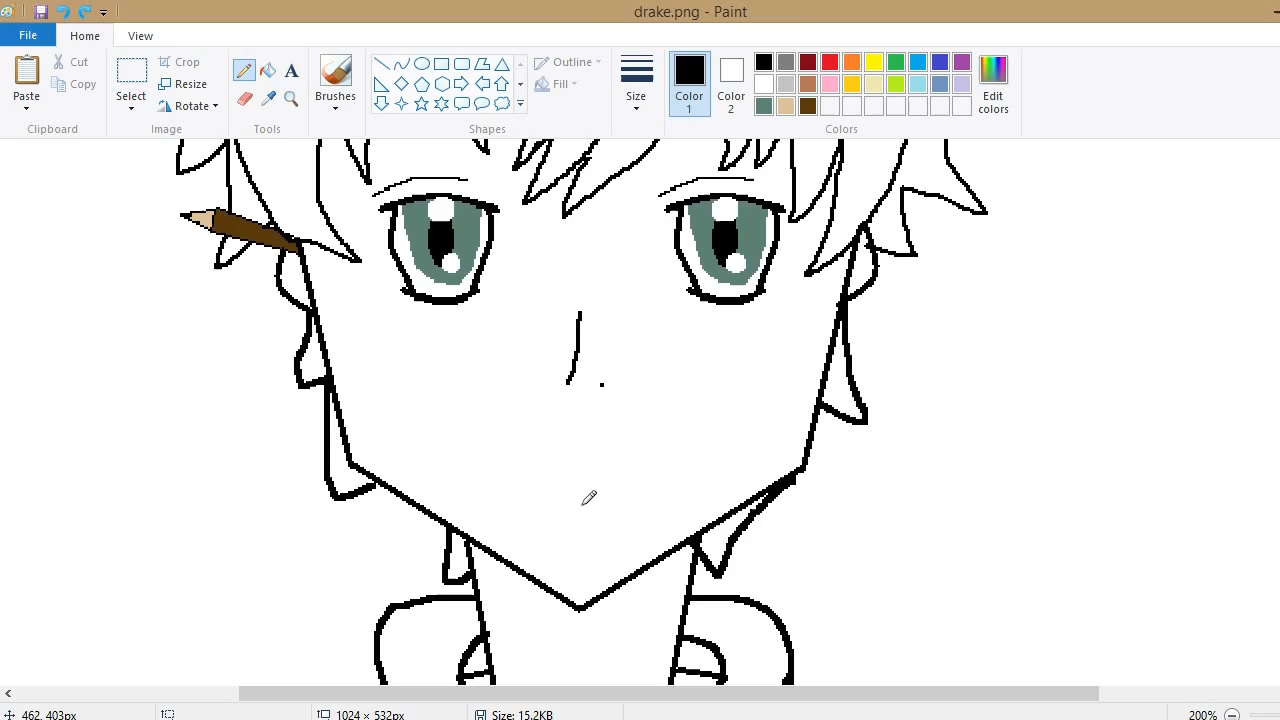 drake.png - Paint
File Home View
Paste Cut Copy
Select Crop Resize Rotate
A
Brushes
Outline Fill
Size
Color 1 Color 2
Edit colors
Clipboard Image Tools Shapes Colors
462, 403px 1024 × 532px Size: 15.2KB 200%